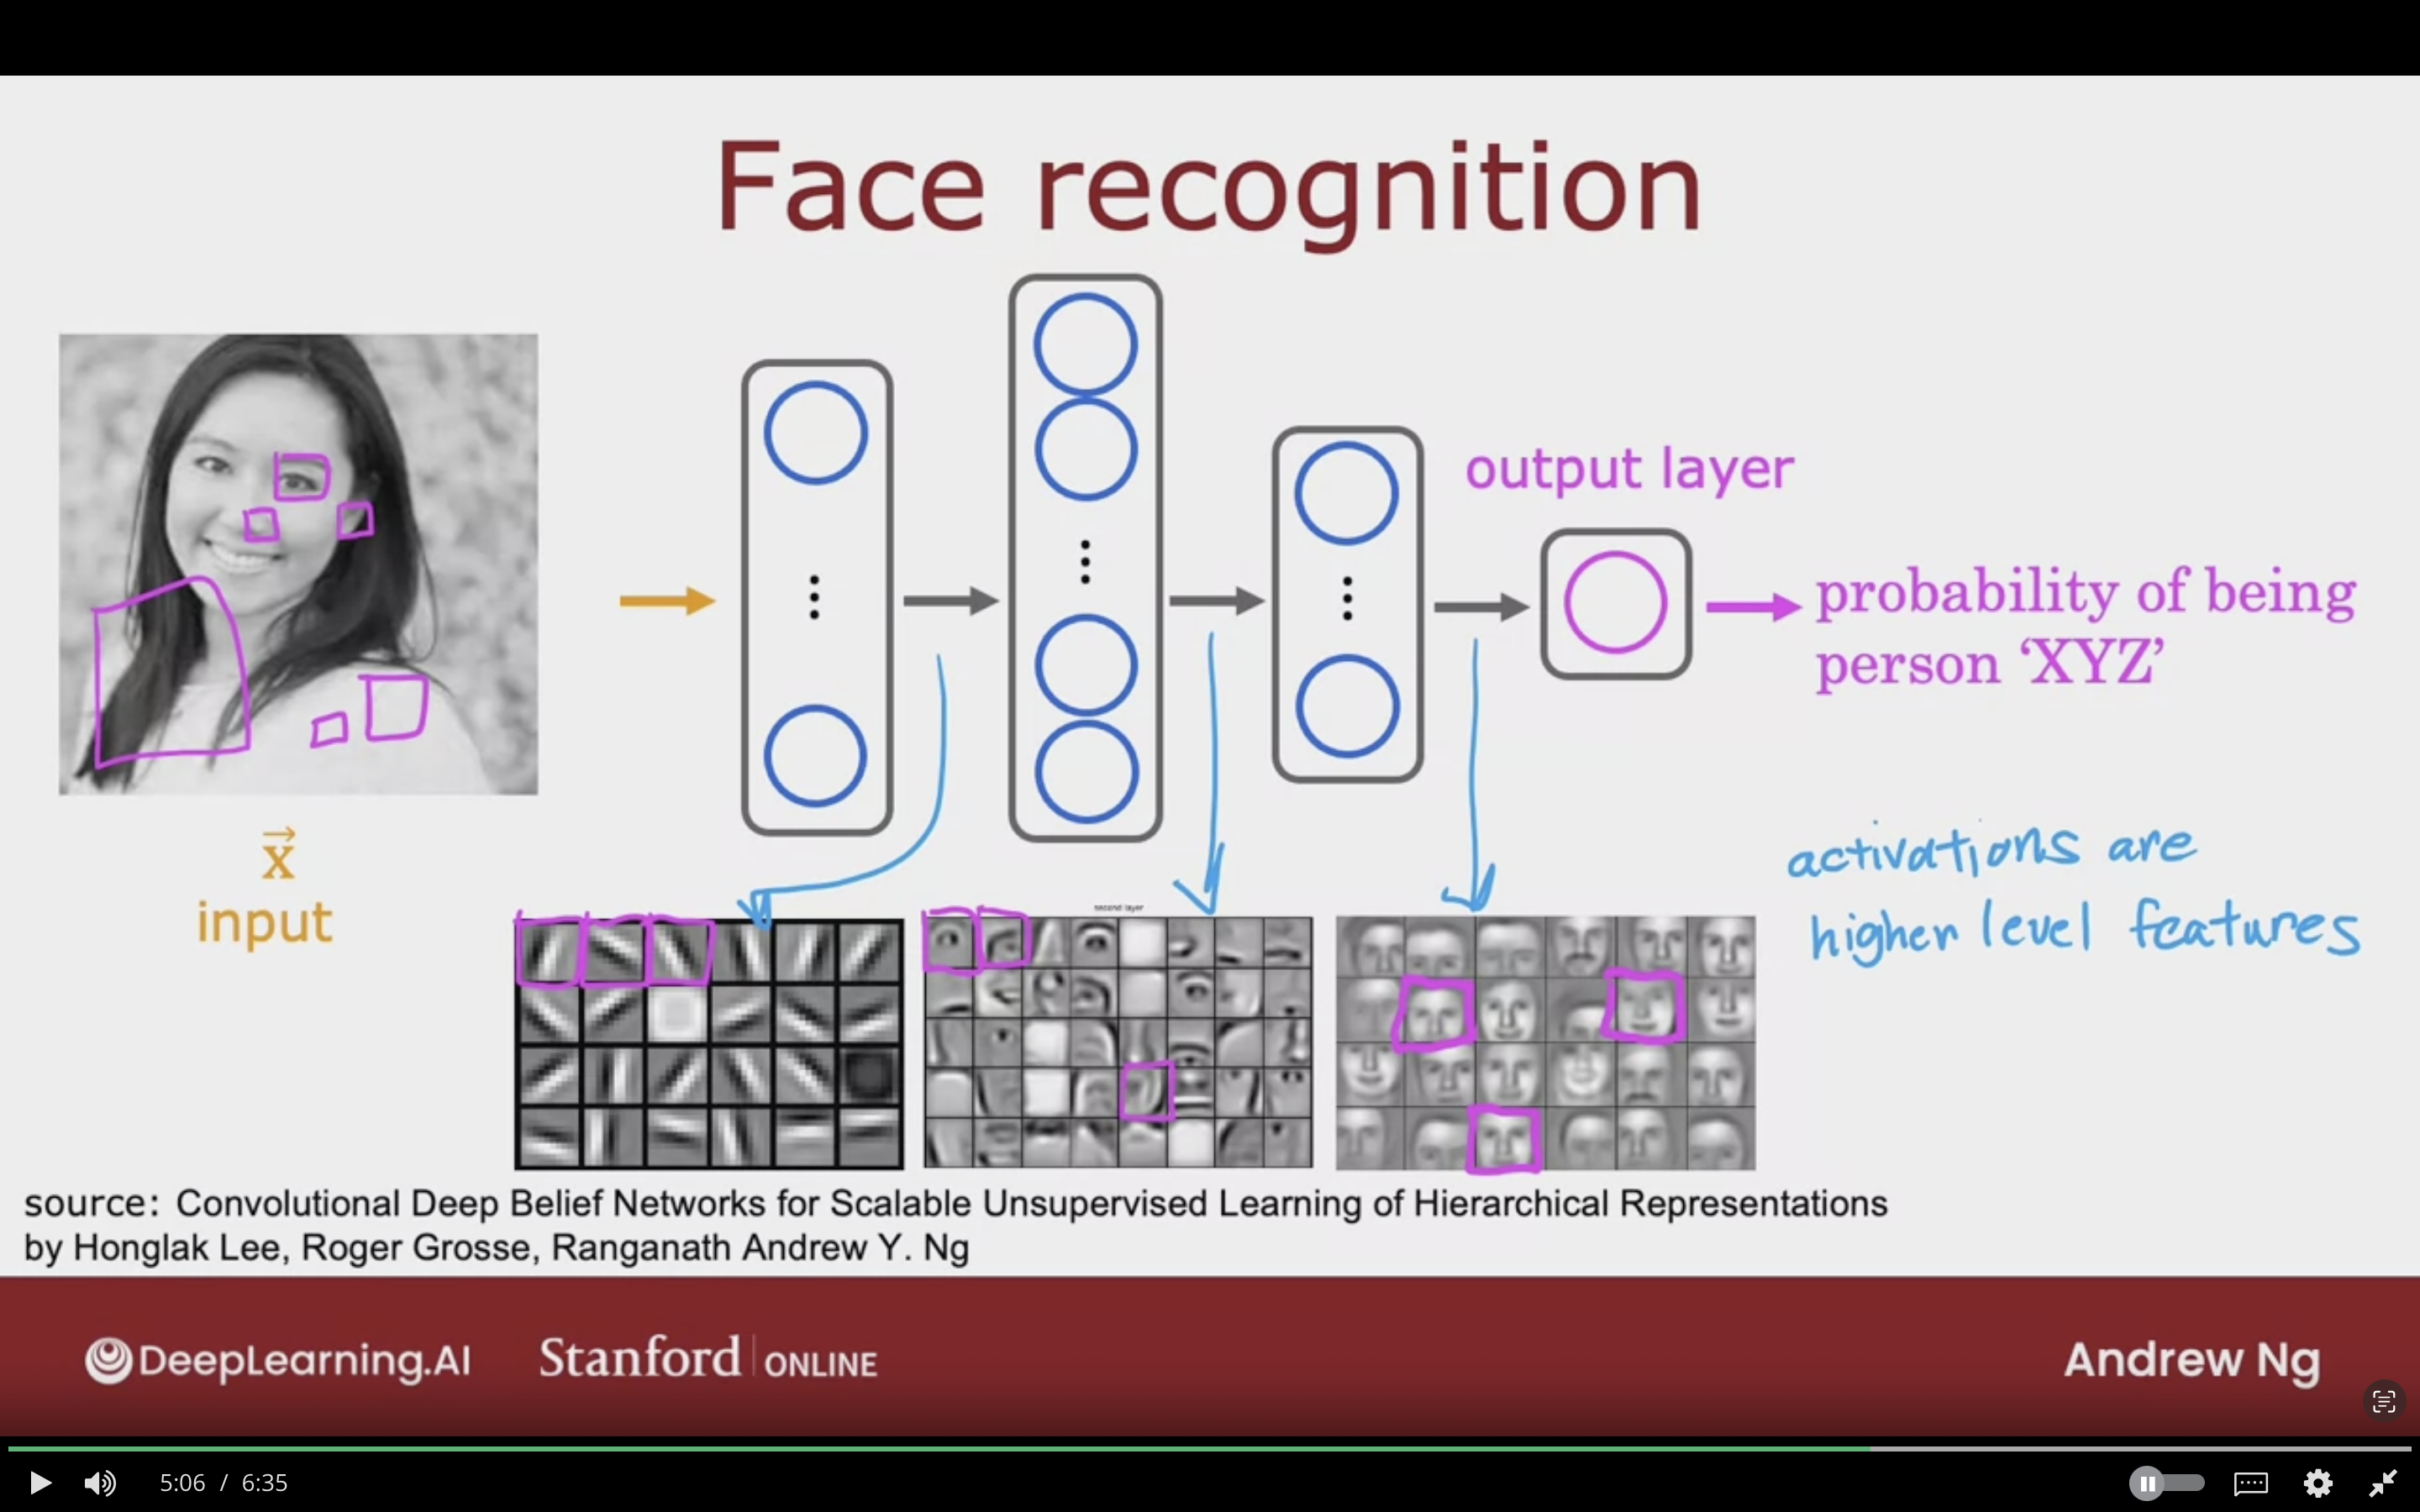 Face recognition
output layer
probability of being
person ‘XYZ’
x
input
activations are
higher level features
second layer
source: Convolutional Deep Belief Networks for Scalable Unsupervised Learning of Hierarchical Representations
by Honglak Lee, Roger Grosse, Ranganath Andrew Y. Ng
DeepLearning.AI Stanford ONLINE Andrew Ng
5:06 / 6:35